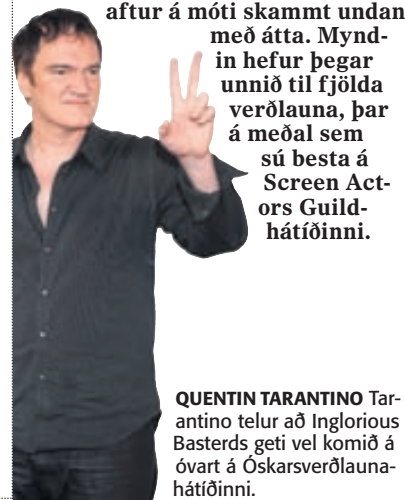 aftur á móti skammt undan
með átta. Mynd-
in hefur þegar
unnið til fjölda
verðlauna, þar
á meðal sem
sú besta á
Screen Act-
ors Guild-
hátíðinni.
QUENTIN TARANTINO Tar-
antino telur að Inglorious
Basterds geti vel komið á
óvart á Óskarsverðlauna-
hátíðinni.